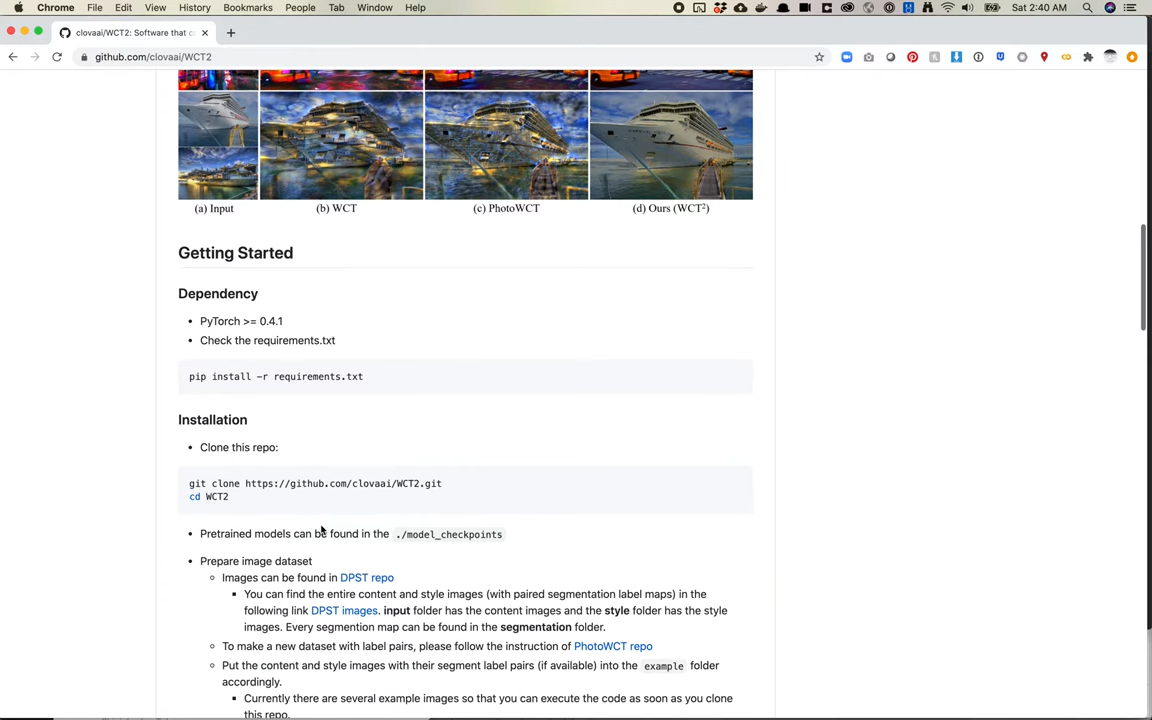 Chrome File Edit View History Bookmarks People Tab Window Help Sat 2:40 AM
clovaai/WCT2: Software that c
github.com/clovaai/WCT2
(a) Input (b) WCT (c) PhotoWCT (d) Ours (WCT²)
Getting Started
Dependency
• PyTorch >= 0.4.1
• Check the requirements.txt
pip install -r requirements.txt
Installation
• Clone this repo:
git clone https://github.com/clovaai/WCT2.git
cd WCT2
• Pretrained models can be found in the ./model_checkpoints
• Prepare image dataset
◦ Images can be found in DPST repo
▪ You can find the entire content and style images (with paired segmentation label maps) in the
following link DPST images. input folder has the content images and the style folder has the style
images. Every segmention map can be found in the segmentation folder.
◦ To make a new dataset with label pairs, please follow the instruction of PhotoWCT repo
◦ Put the content and style images with their segment label pairs (if available) into the example folder
accordingly.
▪ Currently there are several example images so that you can execute the code as soon as you clone
this repo.